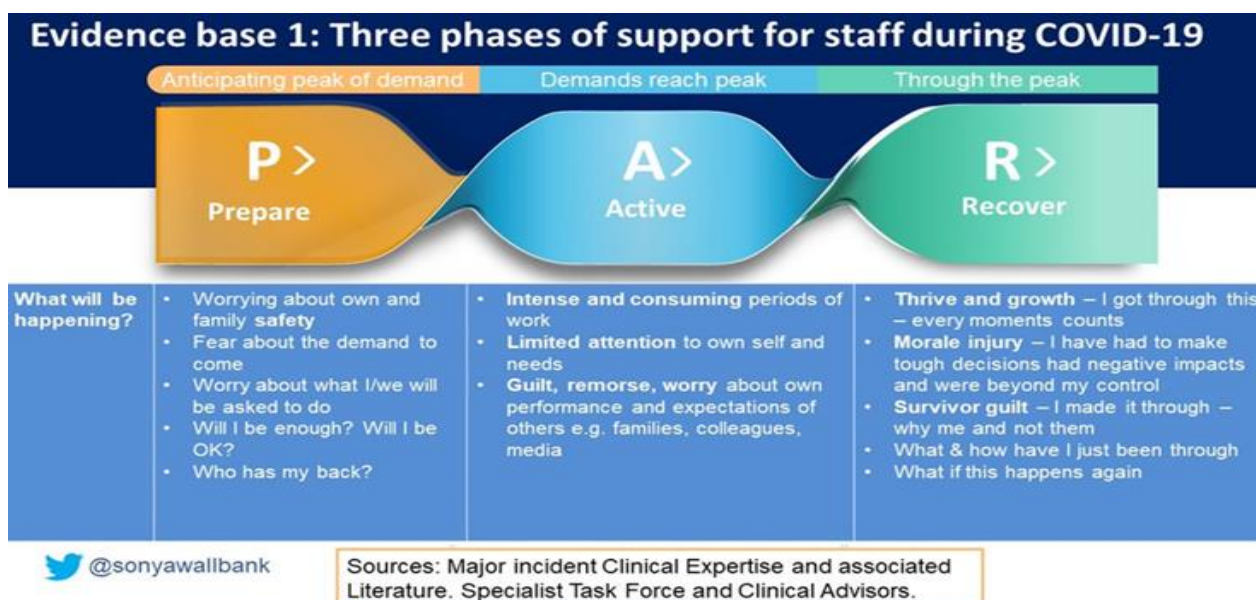 Evidence base 1: Three phases of support for staff during COVID-19
Anticipating peak of demand
Demands reach peak
Through the peak
P >
Prepare
A>
Active
R >
Recover
What will be
happening?
• Worrying about own and
family safety
• Fear about the demand to
come
• Worry about what I/we will
be asked to do
• Will I be enough? Will I be
OK?
• Who has my back?
• Intense and consuming periods of
work
• Limited attention to own self and
needs
• Guilt, remorse, worry about own
performance and expectations of
others e.g. families, colleagues,
media
• Thrive and growth – I got through this
– every moments counts
• Morale injury – I have had to make
tough decisions had negative impacts
and were beyond my control
• Survivor guilt – I made it through –
why me and not them
• What & how have I just been through
• What if this happens again
@sonyawallbank
Sources: Major incident Clinical Expertise and associated
Literature. Specialist Task Force and Clinical Advisors.